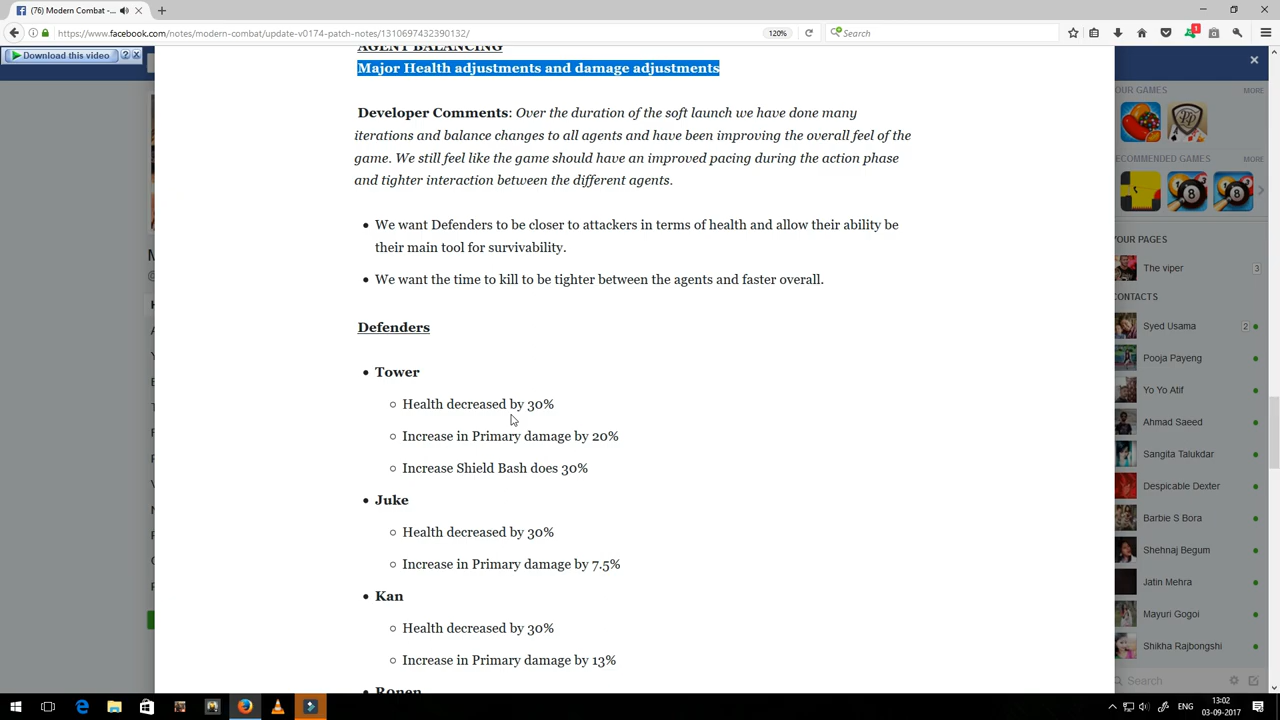 (76) Modern Combat -...
https://www.facebook.com/notes/modern-combat/update-v0174-patch-notes/1310697432390132/
120%
Search
1
Download this video
?
AGENT BALANCING
Major Health adjustments and damage adjustments
Developer Comments: Over the duration of the soft launch we have done many
iterations and balance changes to all agents and have been improving the overall feel of the
game. We still feel like the game should have an improved pacing during the action phase
and tighter interaction between the different agents.
We want Defenders to be closer to attackers in terms of health and allow their ability be
their main tool for survivability.
We want the time to kill to be tighter between the agents and faster overall.
Defenders
Tower
Health decreased by 30%
Increase in Primary damage by 20%
Increase Shield Bash does 30%
Juke
Health decreased by 30%
Increase in Primary damage by 7.5%
Kan
Health decreased by 30%
Increase in Primary damage by 13%
Ronen
OUR GAMES
MORE
ECOMMENDED GAMES
MORE
8
8
YOUR PAGES
The viper
3
CONTACTS
Syed Usama
2
Pooja Payeng
Yo Yo Atif
Ahmad Saeed
Sangita Talukdar
Despicable Dexter
Barbie S Bora
Shehnaj Begum
Jatin Mehra
Mayuri Gogoi
Shikha Rajbongshi
Search
ENG
13:02
03-09-2017